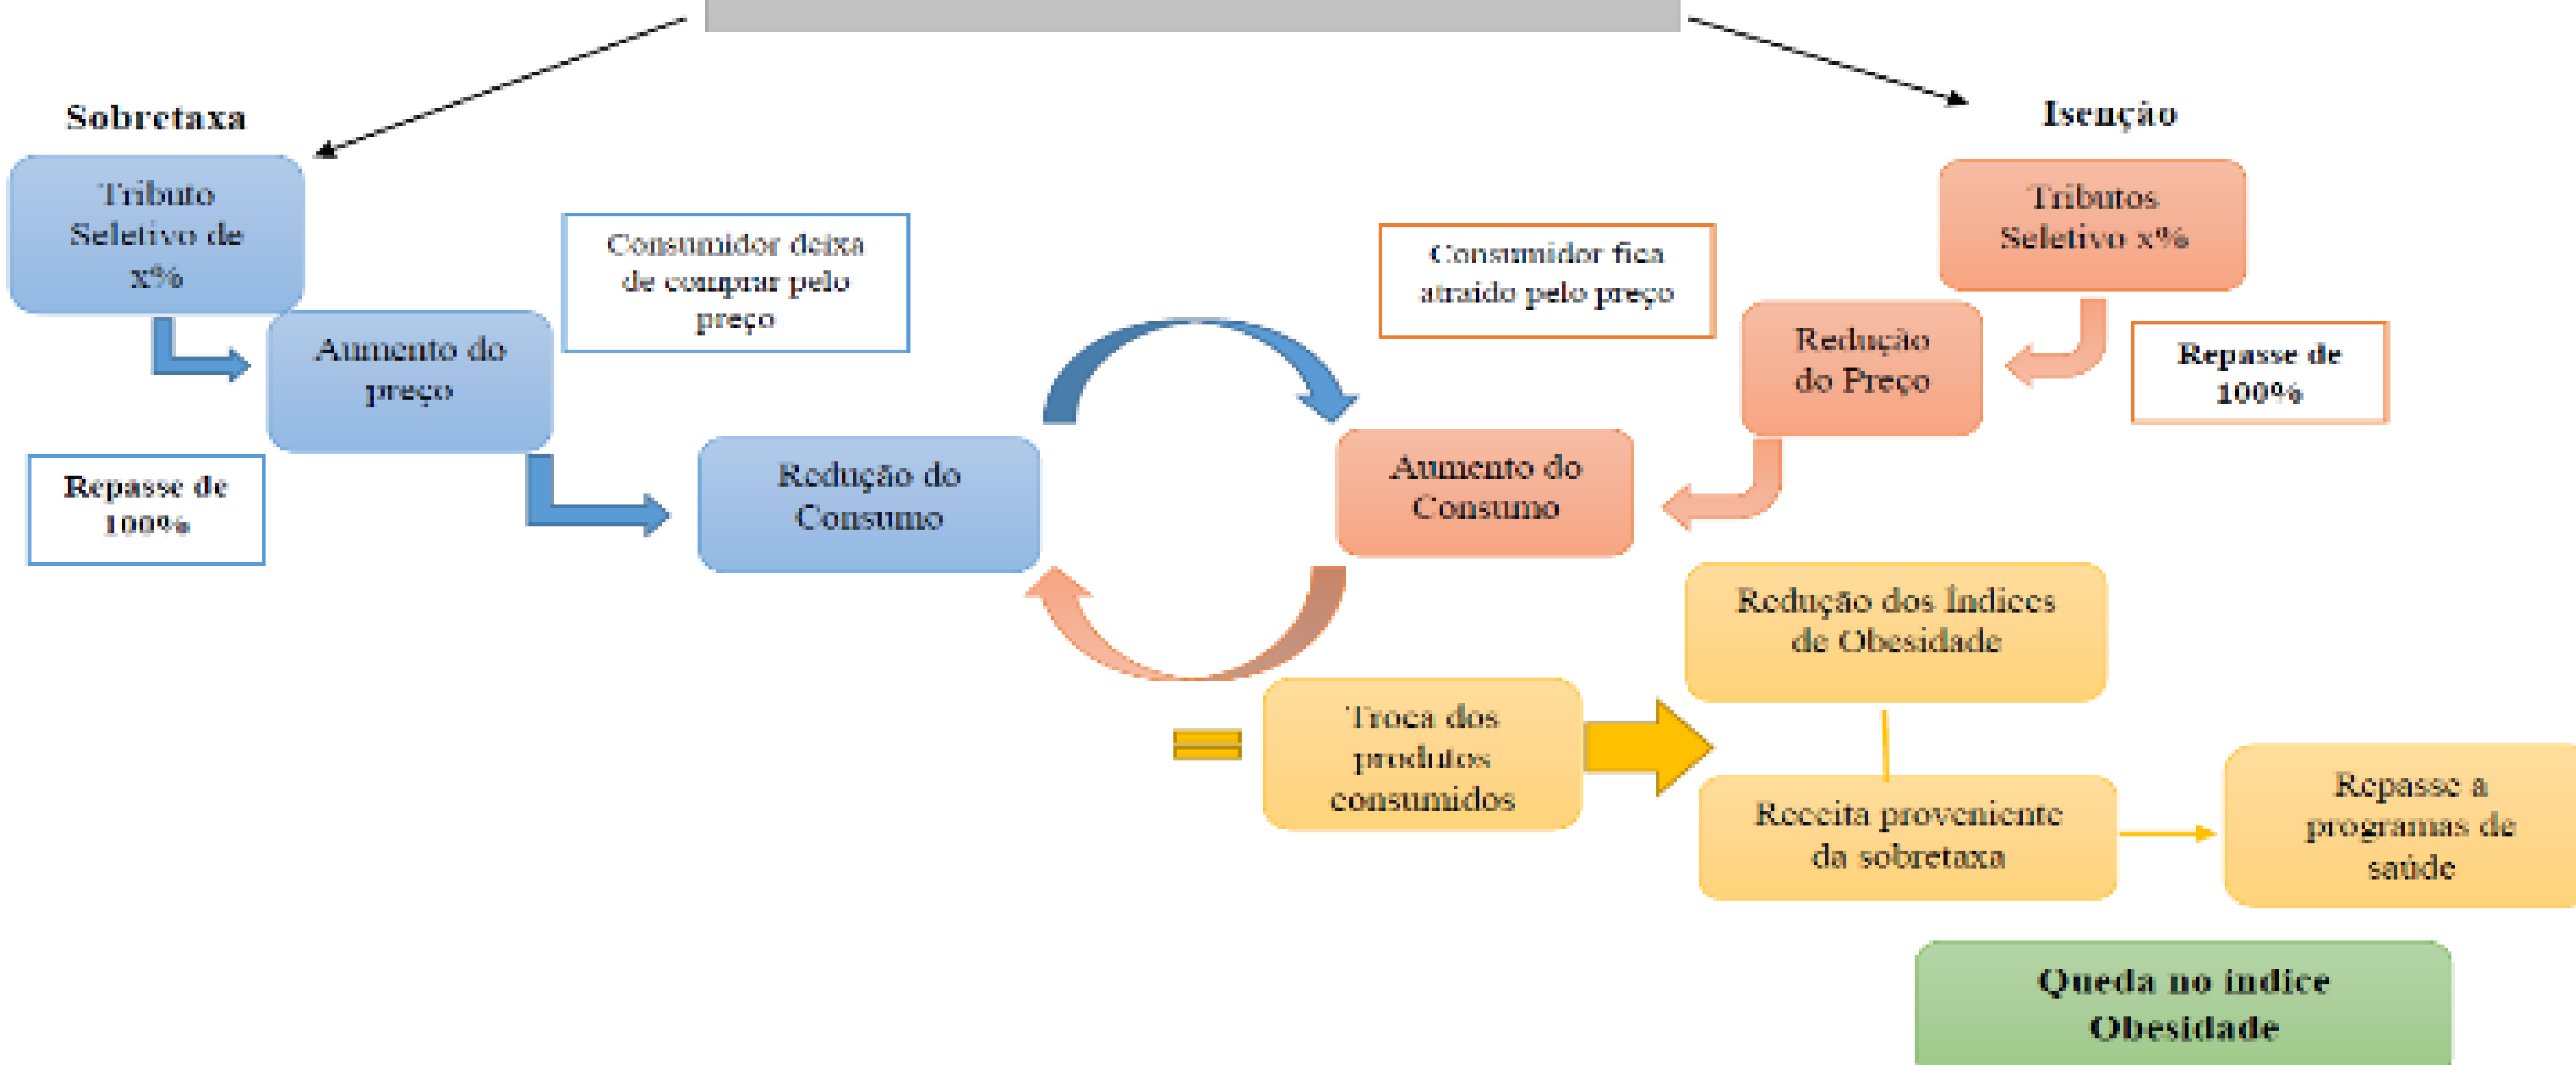 Sobretaxa
Tributo
Seletivo de
x%
Aumento do
preço
Consumidor deixa
de comprar pelo
preço
Repasse de
100%
Redução do
Consumo
Isenção
Tributos
Seletivo x%
Consumidor fica
atraído pelo preço
Redução
do Preço
Repasse de
100%
Aumento do
Consumo
Redução dos Índices
de Obesidade
Troca dos
produtos
consumidos
Receita proveniente
da sobretaxa
Repasse a
programas de
saúde
Queda no índice
Obesidade